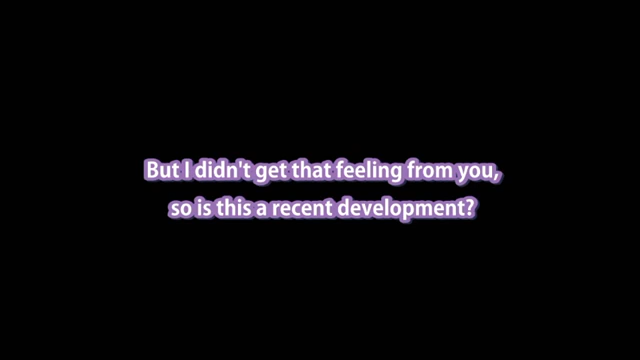 But I didn't get that feeling from you,
so is this a recent development?